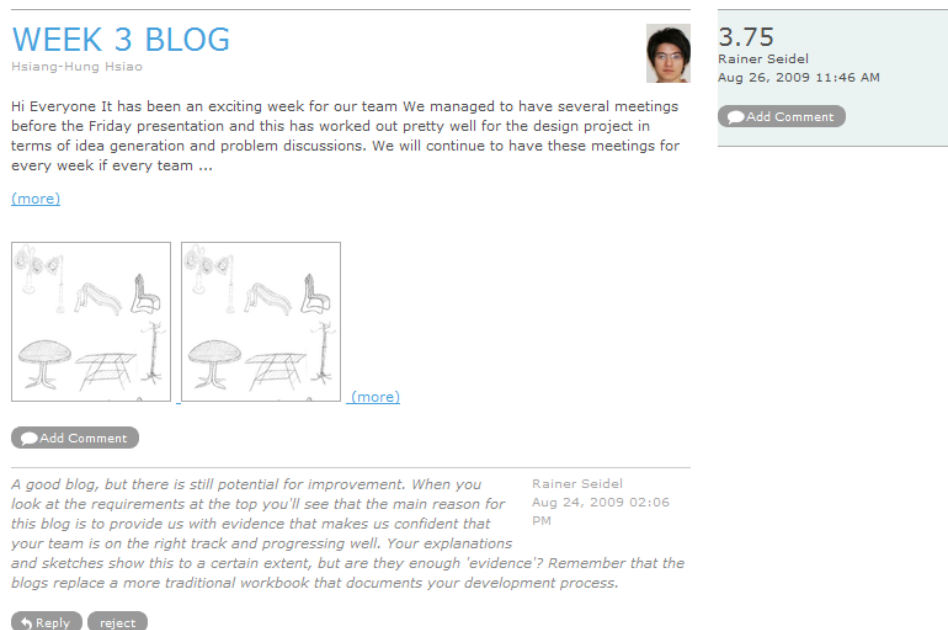 WEEK 3 BLOG
Hsiang-Hung Hsiao
Hi Everyone It has been an exciting week for our team We managed to have several meetings
before the Friday presentation and this has worked out pretty well for the design project in
terms of idea generation and problem discussions. We will continue to have these meetings for
every week if every team ...
(more)
(more)
Add Comment
A good blog, but there is still potential for improvement. When you
look at the requirements at the top you'll see that the main reason for
this blog is to provide us with evidence that makes us confident that
your team is on the right track and progressing well. Your explanations
and sketches show this to a certain extent, but are they enough 'evidence'? Remember that the
blogs replace a more traditional workbook that documents your development process.
Rainer Seidel
Aug 24, 2009 02:06
PM
Reply
reject
3.75
Rainer Seidel
Aug 26, 2009 11:46 AM
Add Comment